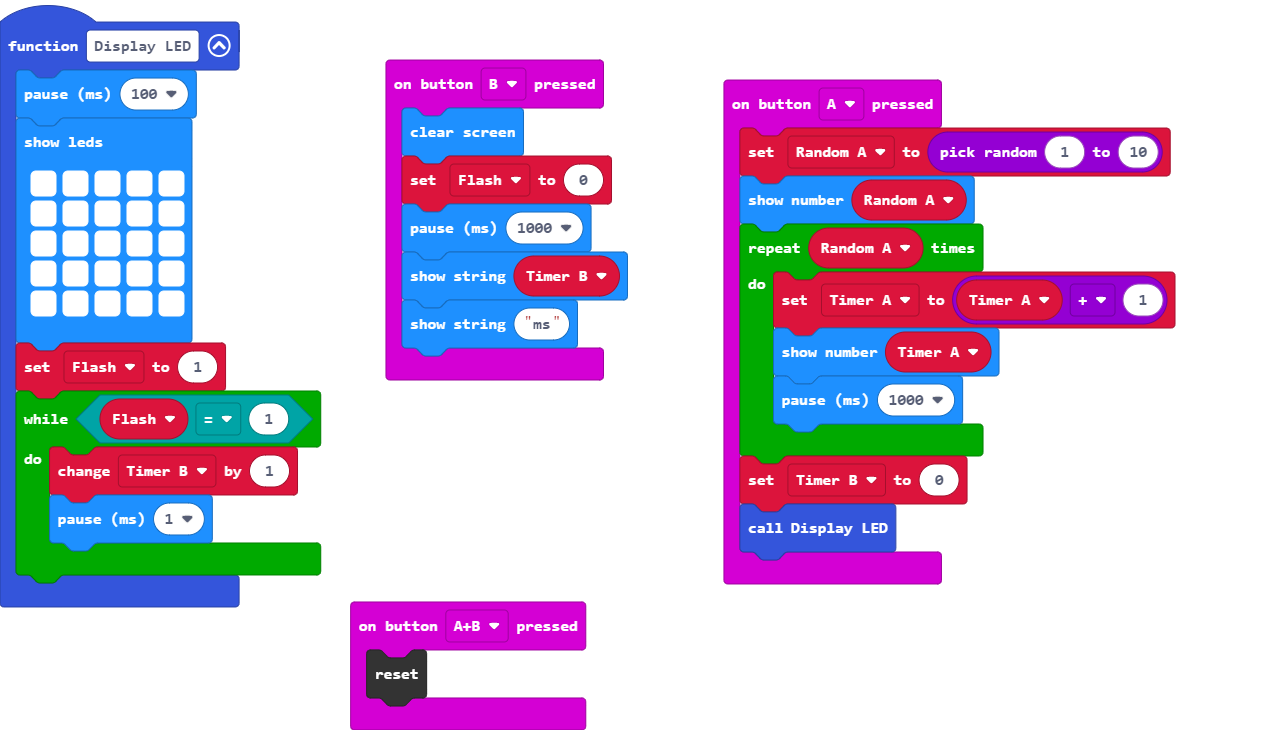 function Display LED
pause (ms) 100
show leds
set Flash to 1
while Flash = 1
do
change Timer B by 1
pause (ms) 1
on button B pressed
clear screen
set Flash to 0
pause (ms) 1000
show string Timer B
show string "ms"
on button A+B pressed
reset
on button A pressed
set Random A to pick random 1 to 10
show number Random A
repeat Random A times
do
set Timer A to Timer A + 1
show number Timer A
pause (ms) 1000
set Timer B to 0
call Display LED